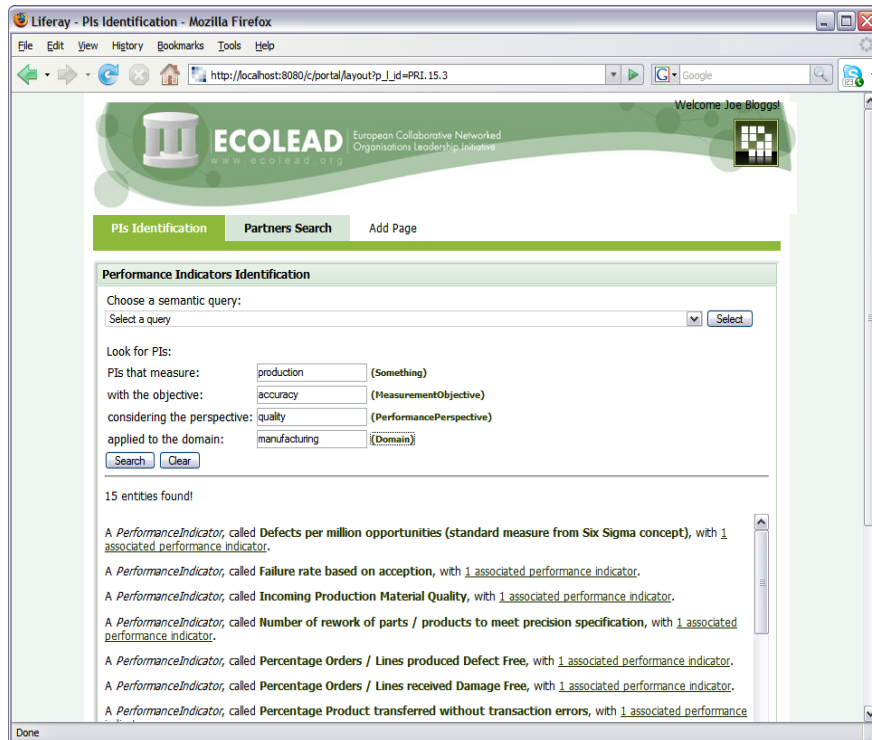 Liferay - PIs Identification - Mozilla Firefox
File Edit View History Bookmarks Tools Help
http://localhost:8080/c/portal/layout?p_l_id=PRI.15.3
G Google
Welcome Joe Bloggs!
ECOLEAD European Collaborative Networked
Organisations Leadership Initiative
www.ecolead.org
PIs Identification Partners Search Add Page
Performance Indicators Identification
Choose a semantic query:
Select a query Select
Look for PIs:
PIs that measure: production (Something)
with the objective: accuracy (MeasurementObjective)
considering the perspective: quality (PerformancePerspective)
applied to the domain: manufacturing (Domain)
Search Clear
15 entities found!
A PerformanceIndicator, called Defects per million opportunities (standard measure from Six Sigma concept), with 1
associated performance indicator.
A PerformanceIndicator, called Failure rate based on acception, with 1 associated performance indicator.
A PerformanceIndicator, called Incoming Production Material Quality, with 1 associated performance indicator.
A PerformanceIndicator, called Number of rework of parts / products to meet precision specification, with 1 associated
performance indicator.
A PerformanceIndicator, called Percentage Orders / Lines produced Defect Free, with 1 associated performance indicator.
A PerformanceIndicator, called Percentage Orders / Lines received Damage Free, with 1 associated performance indicator.
A PerformanceIndicator, called Percentage Product transferred without transaction errors, with 1 associated performance
Done